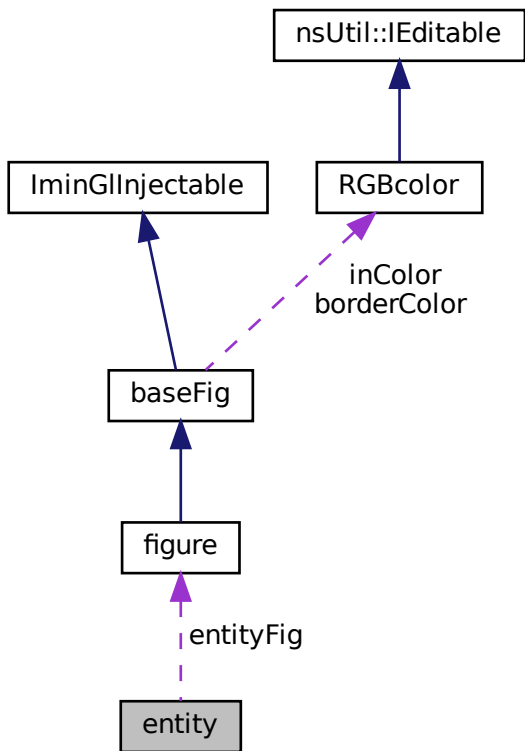 nsUtil::IEditable
IminGlInjectable
RGBcolor
inColor
borderColor
baseFig
figure
entityFig
entity